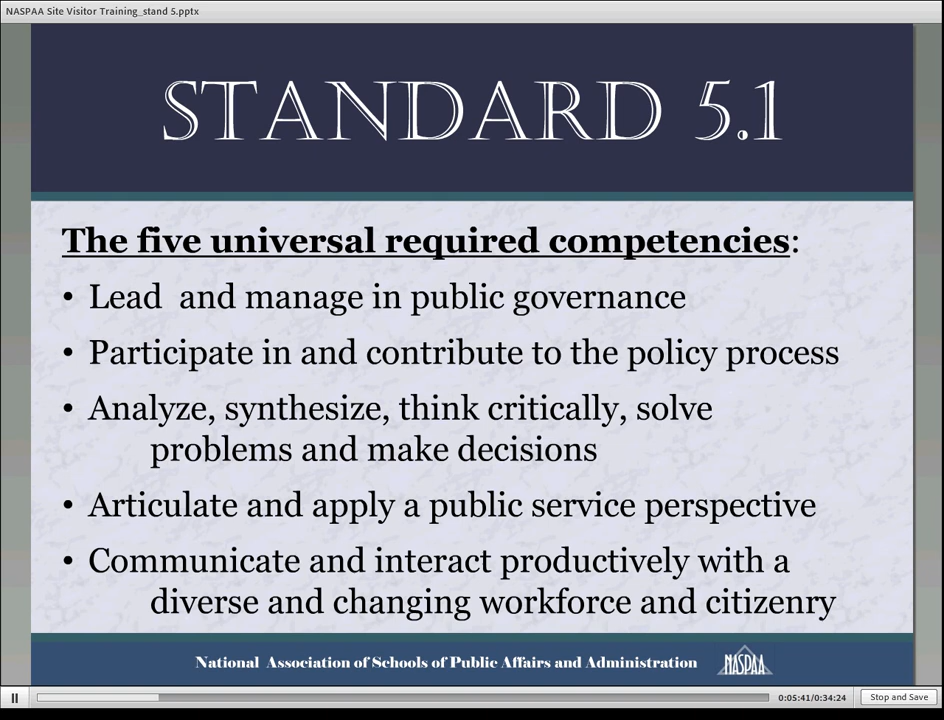 NASPAA Site Visitor Training_stand 5.pptx
STANDARD 5.1
The five universal required competencies:
• Lead  and manage in public governance
• Participate in and contribute to the policy process
• Analyze, synthesize, think critically, solve
problems and make decisions
• Articulate and apply a public service perspective
• Communicate and interact productively with a
diverse and changing workforce and citizenry
National  Association of Schools of Public Affairs and Administration
NASPAA
0:05:41/0:34:24
Stop and Save